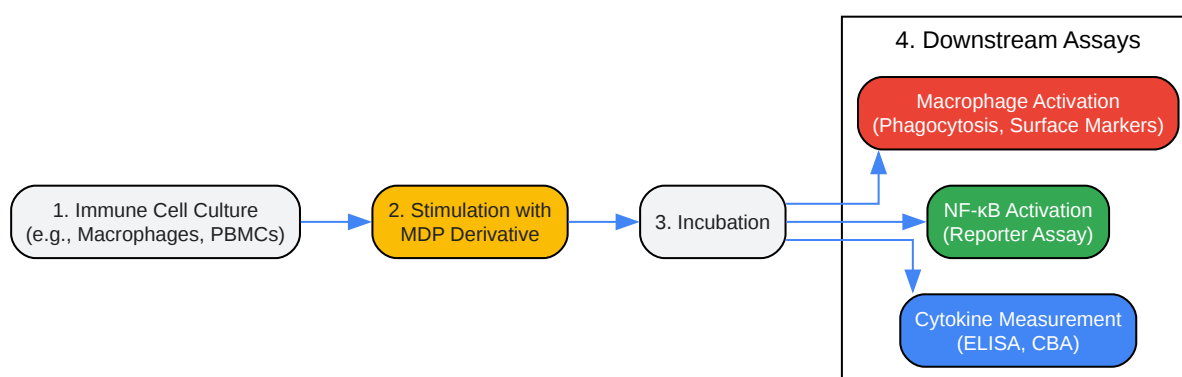 1. Immune Cell Culture
(e.g., Macrophages, PBMCs)
2. Stimulation with
MDP Derivative
3. Incubation
4. Downstream Assays
Macrophage Activation
(Phagocytosis, Surface Markers)
NF-κB Activation
(Reporter Assay)
Cytokine Measurement
(ELISA, CBA)